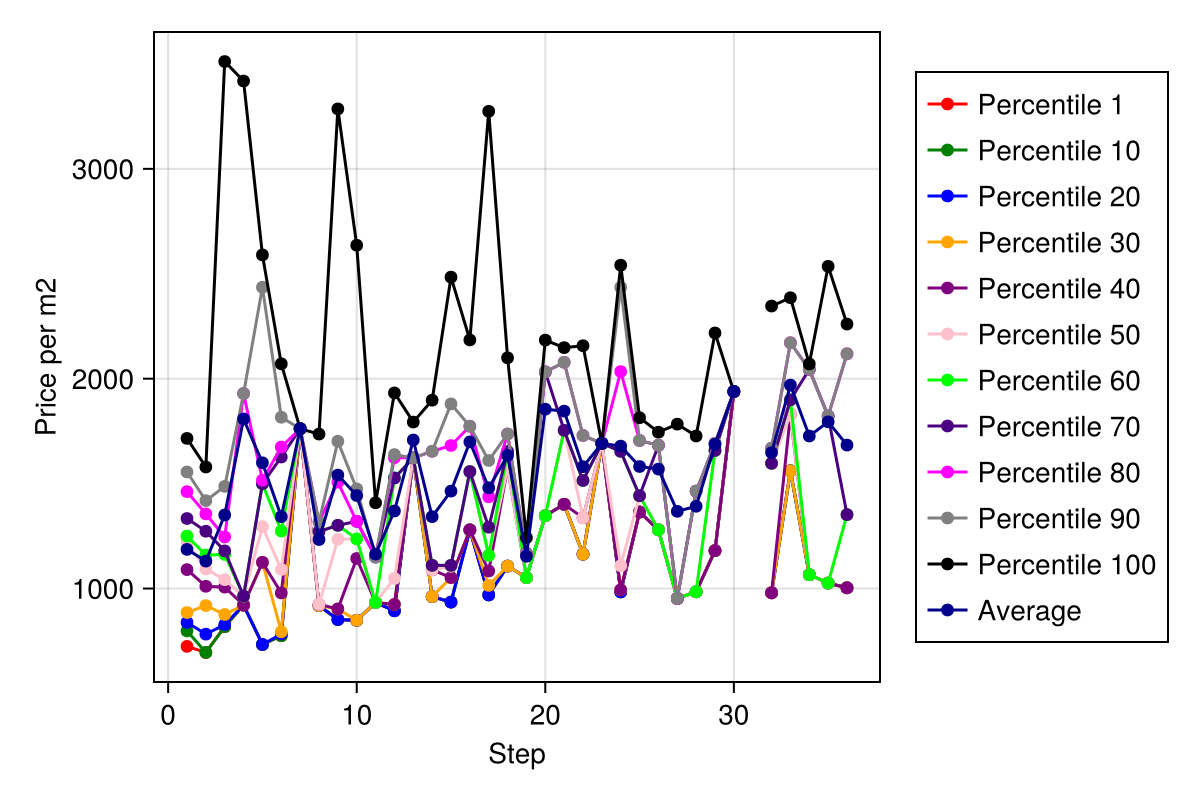 3000
2000
1000
Price per m2
0 10 20 30
Step
Percentile 1
Percentile 10
Percentile 20
Percentile 30
Percentile 40
Percentile 50
Percentile 60
Percentile 70
Percentile 80
Percentile 90
Percentile 100
Average